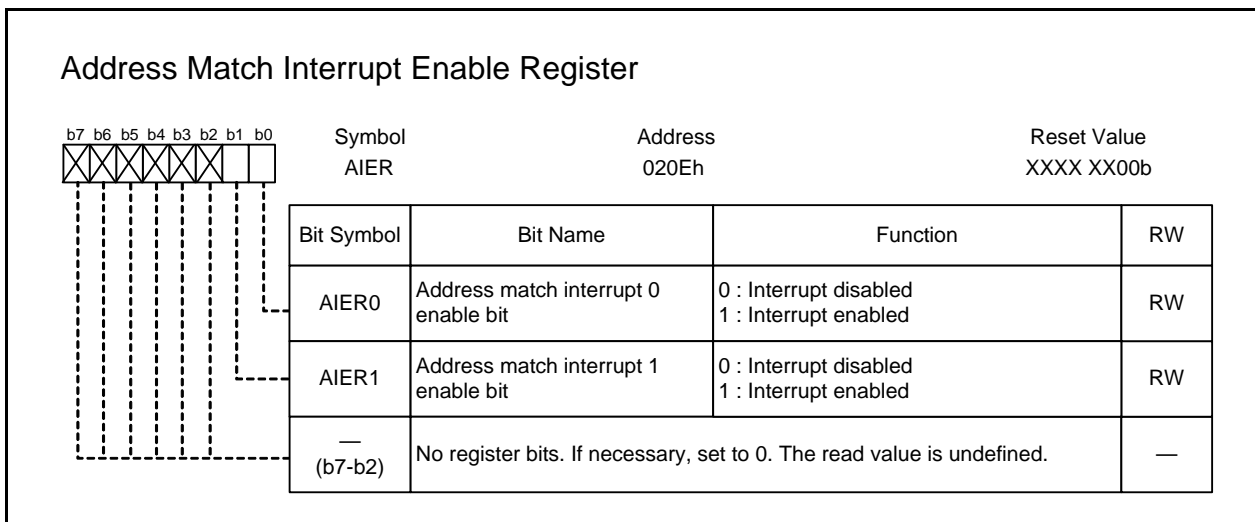 Address Match Interrupt Enable Register
b7 b6 b5 b4 b3 b2 b1 b0
Symbol Address Reset Value
AIER 020Eh XXXX XX00b
Bit Symbol Bit Name Function RW
AIER0 Address match interrupt 0
enable bit
0 : Interrupt disabled
1 : Interrupt enabled
RW
AIER1 Address match interrupt 1
enable bit
0 : Interrupt disabled
1 : Interrupt enabled
RW
—
(b7-b2)
No register bits. If necessary, set to 0. The read value is undefined.
—